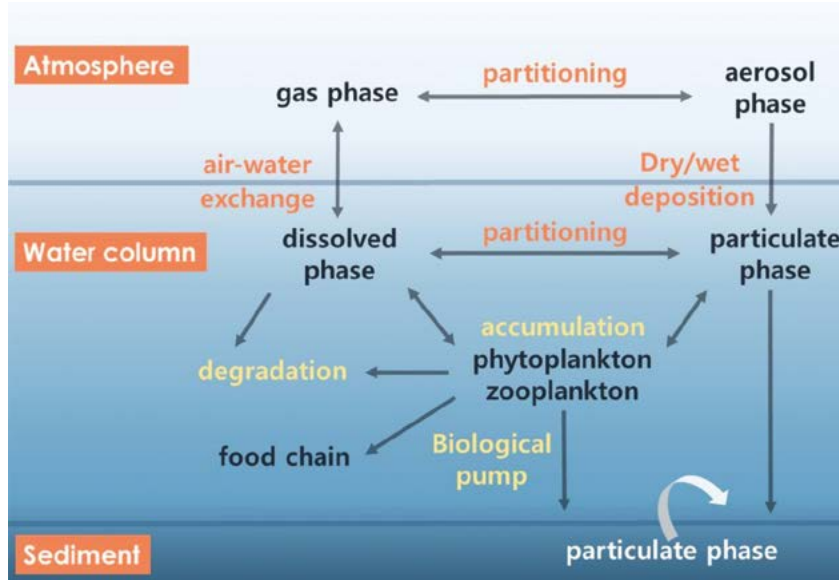 Atmosphere
gas phase
partitioning
aerosol
phase
air-water
exchange
Dry/wet
deposition
Water column
dissolved
phase
partitioning
particulate
phase
accumulation
phytoplankton
zooplankton
degradation
food chain
Biological
pump
Sediment
particulate phase